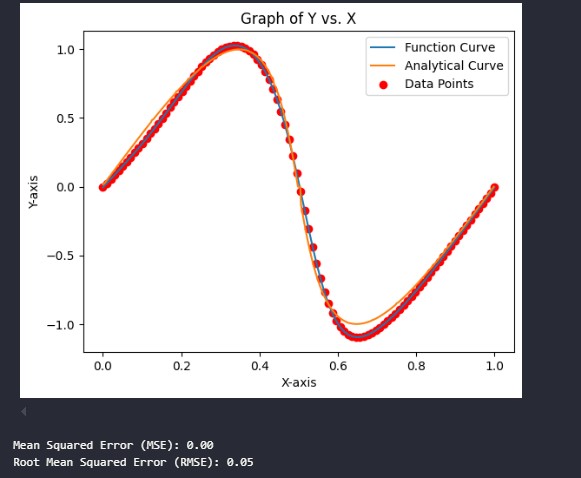 Graph of Y vs. X
Function Curve
Analytical Curve
Data Points
1.0
0.5
0.0
−0.5
−1.0
Y-axis
0.0 0.2 0.4 0.6 0.8 1.0
X-axis
Mean Squared Error (MSE): 0.00
Root Mean Squared Error (RMSE): 0.05